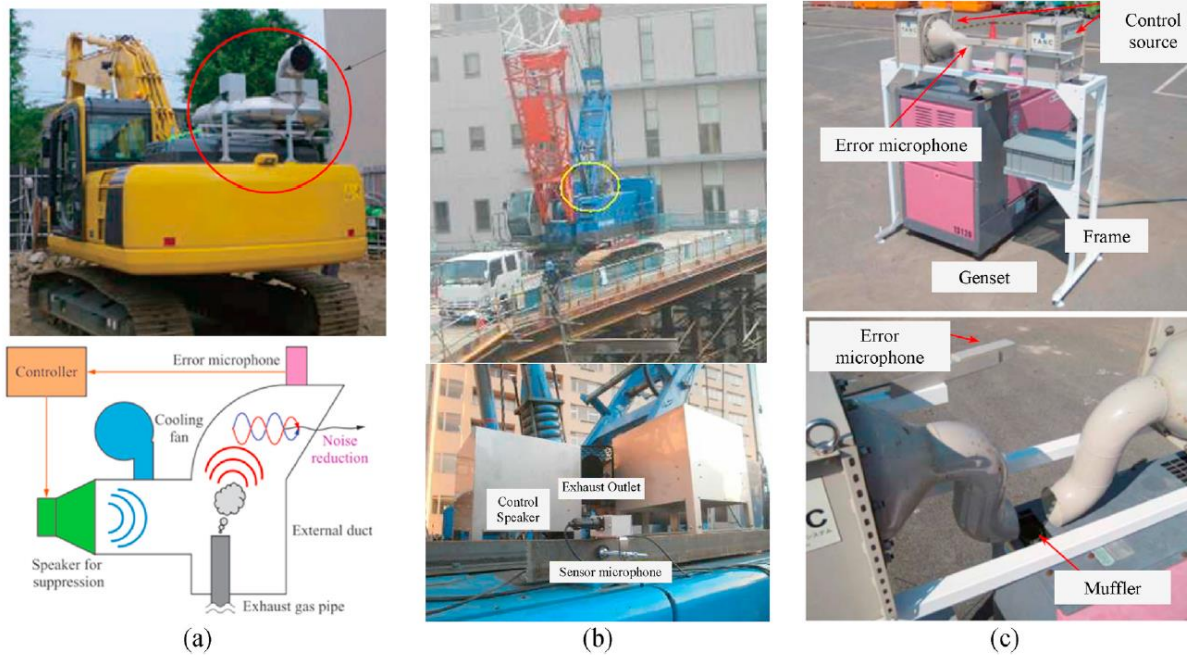 Controller
Error microphone
Cooling
fan
Noise
reduction
External duct
Speaker for
suppression
Exhaust gas pipe
(a)
Exhaust Outlet
Control
Speaker
Sensor microphone
(b)
TANC
Control
source
Error microphone
Frame
Genset
Error
microphone
Muffler
(c)